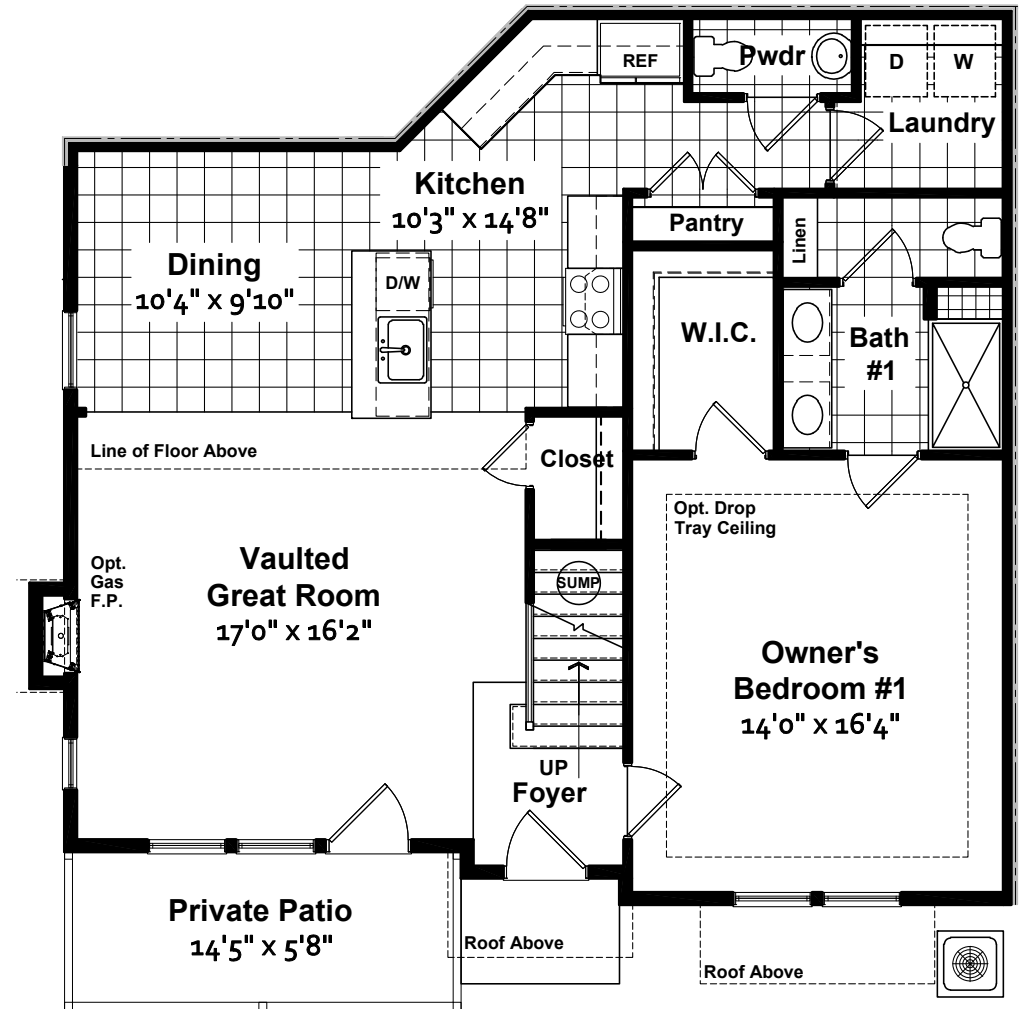 REF
Pwdr
D
W
Laundry
Kitchen
10'3" x 14'8"
Pantry
Linen
Dining
10'4" x 9'10"
D/W
W.I.C.
Bath
#1
Line of Floor Above
Closet
Opt. Drop
Tray Ceiling
Opt.
Gas
F.P.
Vaulted
Great Room
17'0" x 16'2"
SUMP
Owner's
Bedroom #1
14'0" x 16'4"
UP
Foyer
Private Patio
14'5" x 5'8"
Roof Above
Roof Above